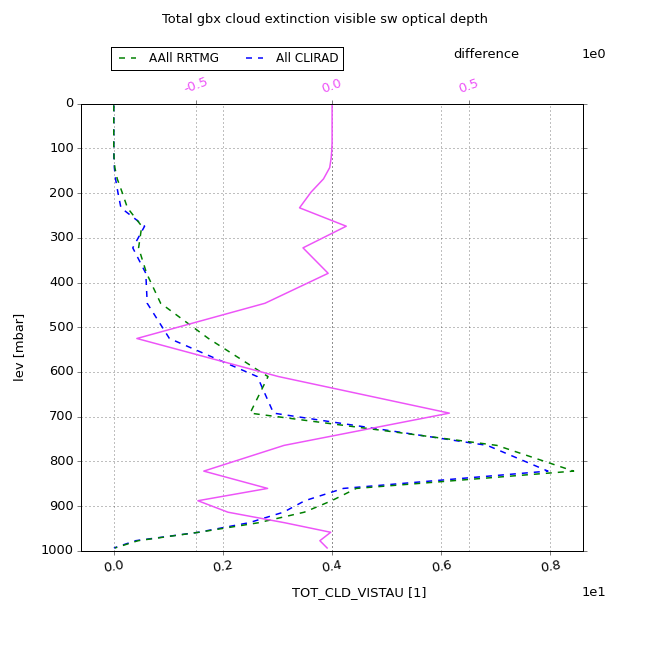 Total gbx cloud extinction visible sw optical depth
AAll RRTMG All CLIRAD difference 1e0
-0.5 0.0 0.5
0
100
200
300
400
500
600
700
800
900
1000
lev [mbar]
0.0 0.2 0.4 0.6 0.8
TOT_CLD_VISTAU [1] 1e1